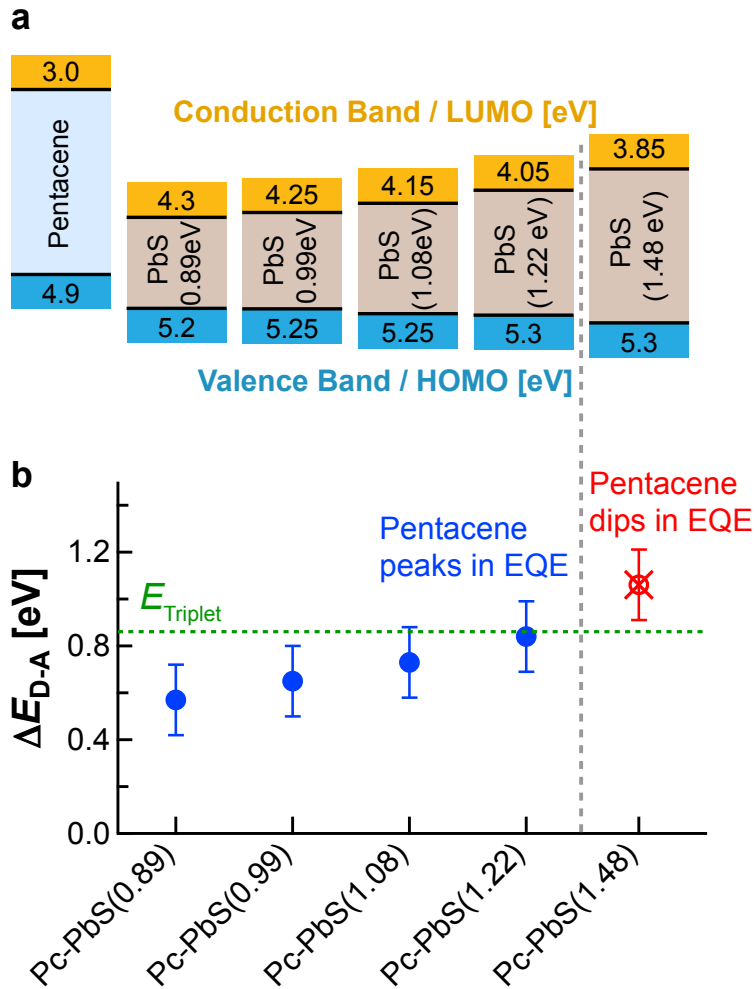 a
3.0
Pentacene
4.9
Conduction Band / LUMO [eV]
4.3
PbS
0.89eV
5.2
4.25
PbS
0.99eV
5.25
4.15
PbS
(1.08eV)
5.25
4.05
PbS
(1.22 eV)
5.3
3.85
PbS
(1.48 eV)
5.3
Valence Band / HOMO [eV]
b
Pentacene
peaks in EQE
Pentacene
dips in EQE
E Triplet
ΔE D-A [eV]
1.2
0.8
0.4
0.0
Pc-PbS(0.89)
Pc-PbS(0.99)
Pc-PbS(1.08)
Pc-PbS(1.22)
Pc-PbS(1.48)